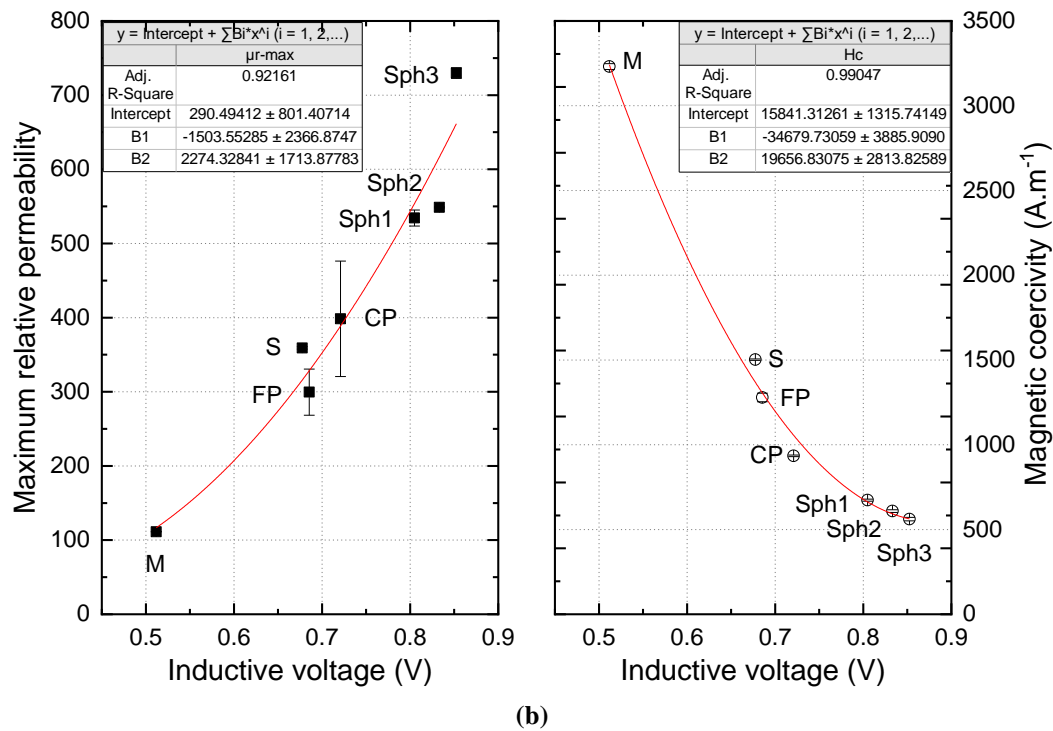 y = Intercept + ∑Bi*x^i (i = 1, 2,...)
μr-max
Adj. R-Square 0.92161
Intercept 290.49412 ± 801.40714
B1 -1503.55285 ± 2366.8747
B2 2274.32841 ± 1713.87783
800
700
600
500
400
300
200
100
0
Maximum relative permeability
Sph3
Sph2
Sph1
CP
S
FP
M
0.5 0.6 0.7 0.8 0.9
Inductive voltage (V)
y = Intercept + ∑Bi*x^i (i = 1, 2,...)
Hc
Adj. R-Square 0.99047
Intercept 15841.31261 ± 1315.74149
B1 -34679.73059 ± 3885.9090
B2 19656.83075 ± 2813.82589
M
S
FP
CP
Sph1
Sph2
Sph3
3500
3000
2500
2000
1500
1000
500
0
Magnetic coercivity (A.m⁻¹)
0.5 0.6 0.7 0.8 0.9
Inductive voltage (V)
(b)